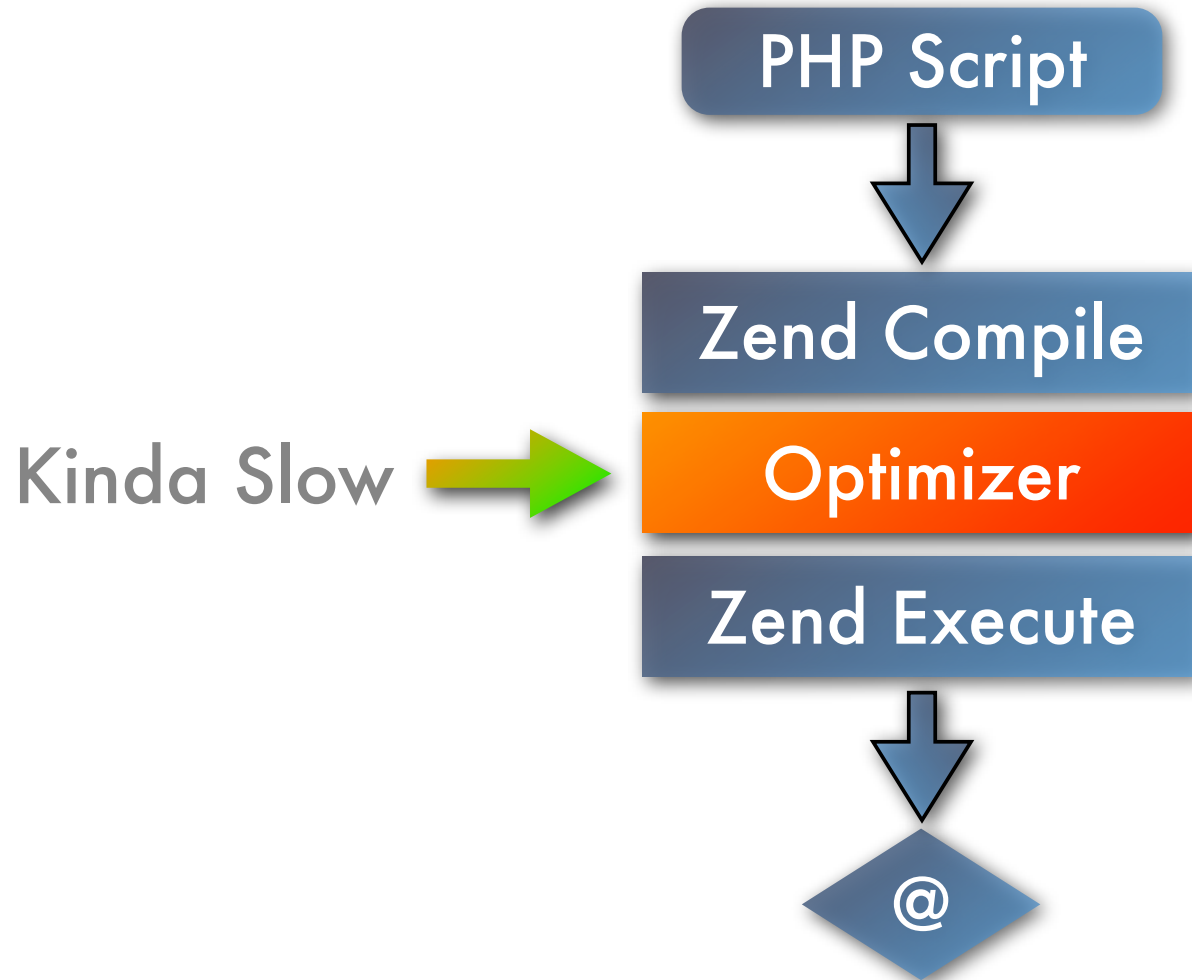 PHP Script
Zend Compile
Kinda Slow
Optimizer
Zend Execute
@